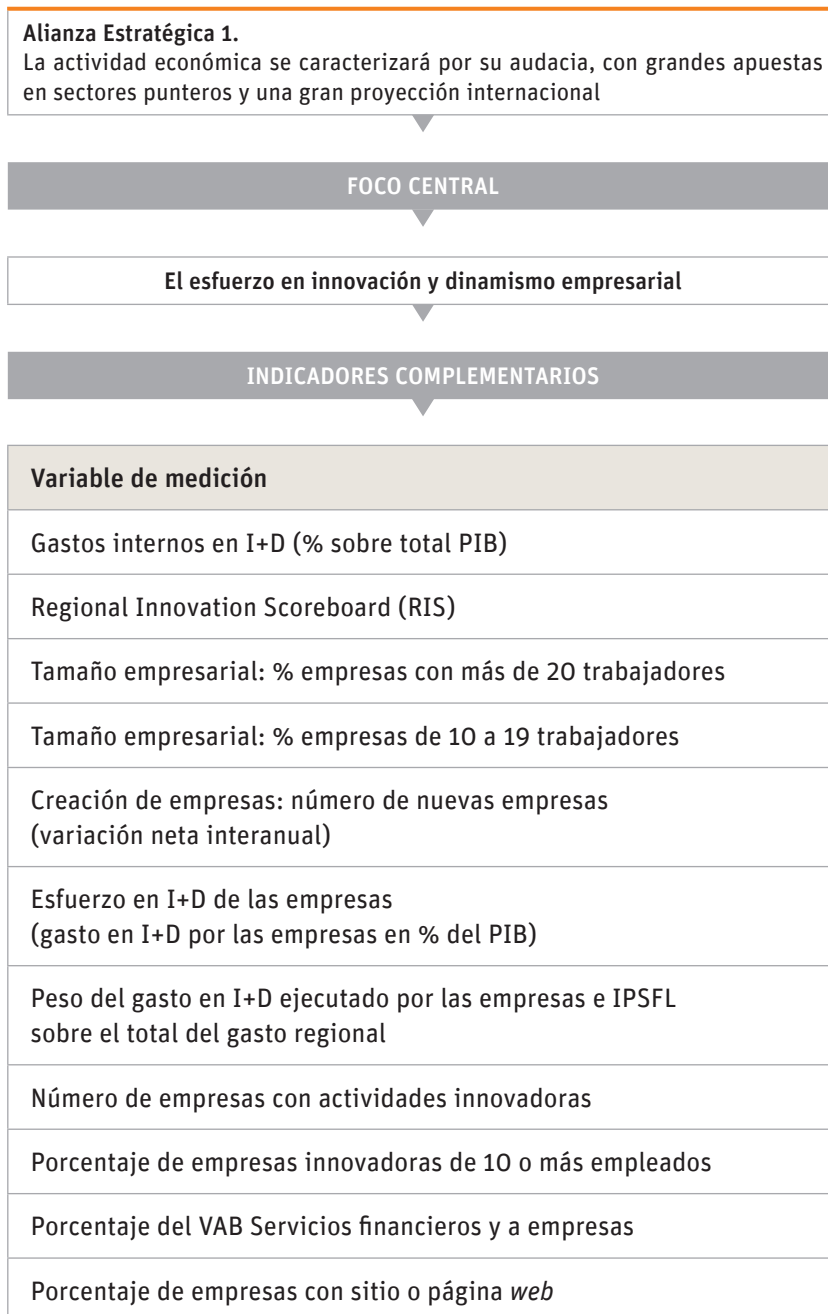 Alianza Estratégica 1.
La actividad económica se caracterizará por su audacia, con grandes apuestas
en sectores punteros y una gran proyección internacional
FOCO CENTRAL
El esfuerzo en innovación y dinamismo empresarial
INDICADORES COMPLEMENTARIOS
Variable de medición
Gastos internos en I+D (% sobre total PIB)
Regional Innovation Scoreboard (RIS)
Tamaño empresarial: % empresas con más de 20 trabajadores
Tamaño empresarial: % empresas de 10 a 19 trabajadores
Creación de empresas: número de nuevas empresas
(variación neta interanual)
Esfuerzo en I+D de las empresas
(gasto en I+D por las empresas en % del PIB)
Peso del gasto en I+D ejecutado por las empresas e IPSFL
sobre el total del gasto regional
Número de empresas con actividades innovadoras
Porcentaje de empresas innovadoras de 10 o más empleados
Porcentaje del VAB Servicios financieros y a empresas
Porcentaje de empresas con sitio o página web